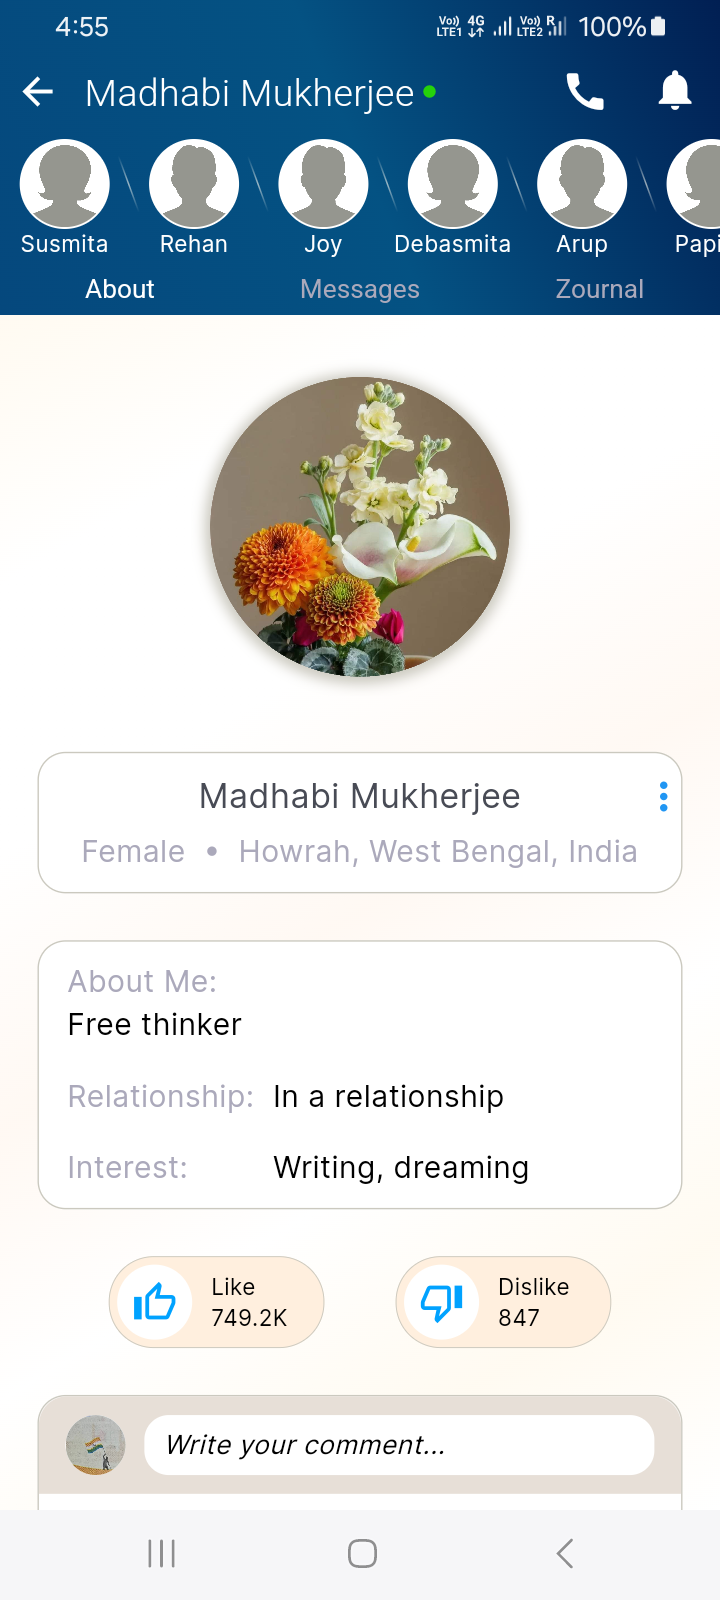 4:55 Vo)) LTE1 4G Vo)) LTE2 R 100%
Madhabi Mukherjee
Susmita Rehan Joy Debasmita Arup Papi
About Messages Zournal
Madhabi Mukherjee
Female • Howrah, West Bengal, India
About Me:
Free thinker
Relationship: In a relationship
Interest: Writing, dreaming
Like Dislike
749.2K 847
Write your comment...